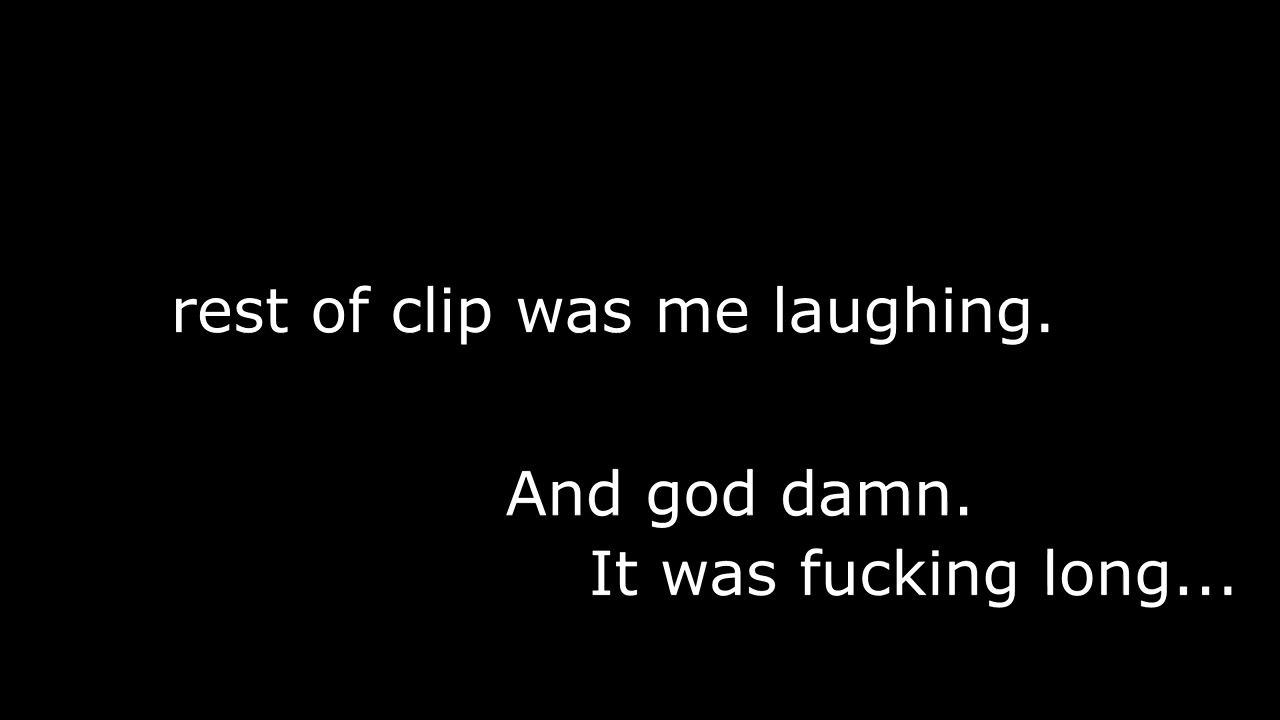 rest of clip was me laughing.
And god damn.
It was fucking long...